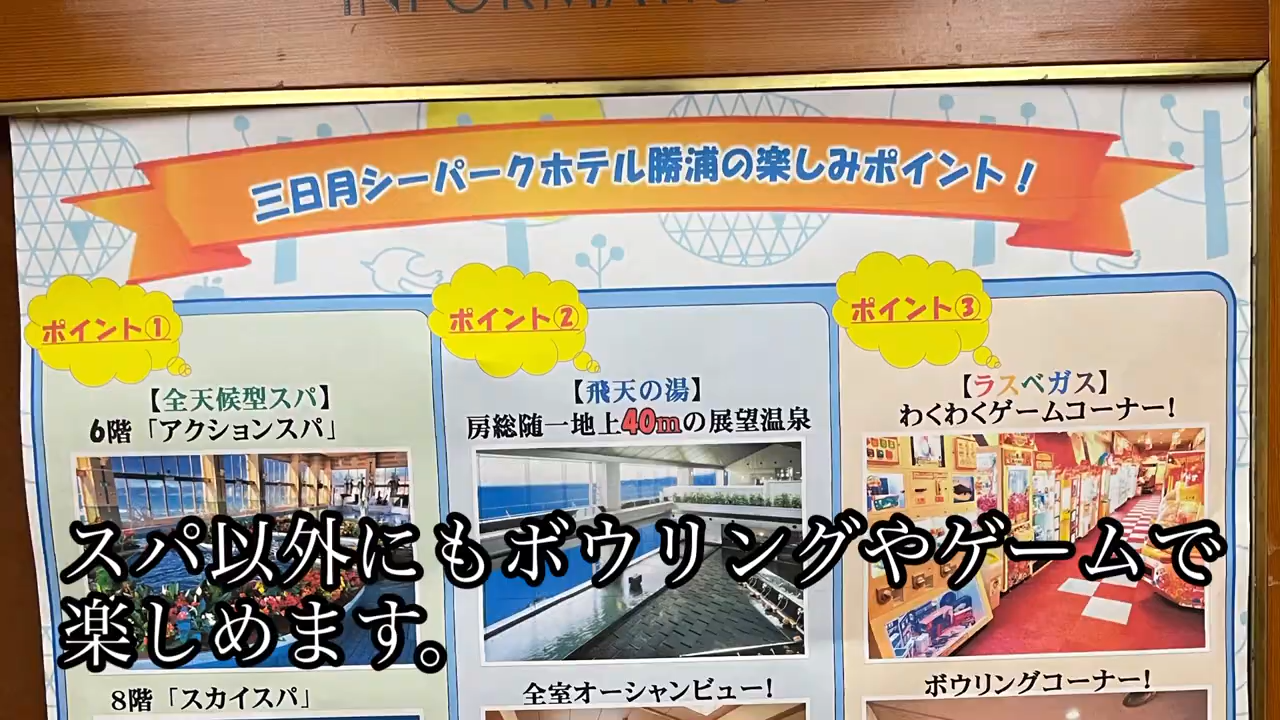 INFORMATION
三日月シーパークホテル勝浦の楽しみポイント！
ポイント①
【全天候型スパ】
6階「アクションスパ」
8階「スカイスパ」
ポイント②
【飛天の湯】
房総随一地上40mの展望温泉
全室オーシャンビュー！
ポイント③
【ラスベガス】
わくわくゲームコーナー！
ボウリングコーナー！
スパ以外にもボウリングやゲームで
楽しめます。